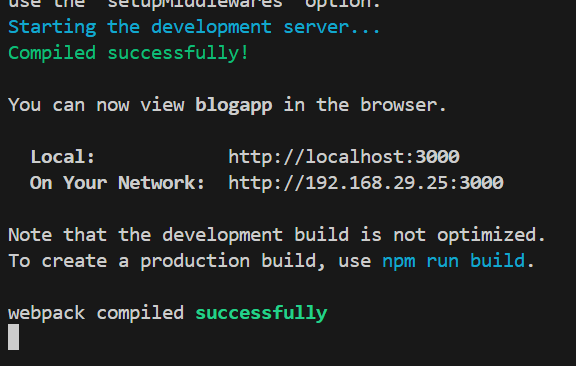 use the 'setupMiddlewares' option.
Starting the development server...
Compiled successfully!
You can now view blogapp in the browser.
Local: http://localhost:3000
On Your Network: http://192.168.29.25:3000
Note that the development build is not optimized.
To create a production build, use npm run build.
webpack compiled successfully